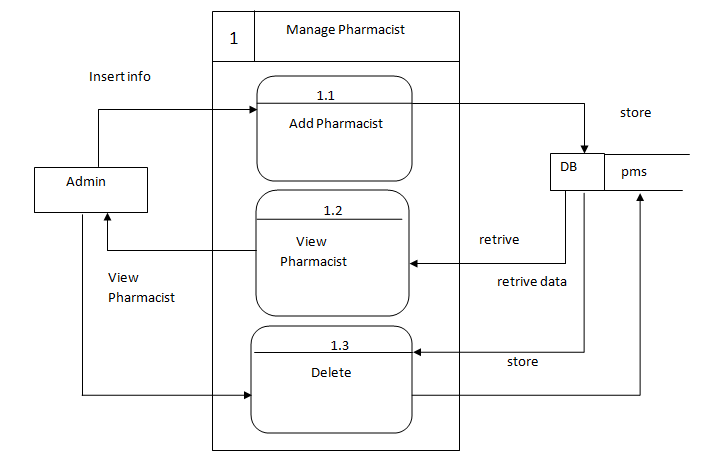 1
Manage Pharmacist
Insert info
1.1
Add Pharmacist
store
Admin
DB
pms
1.2
View
Pharmacist
retrive
View
Pharmacist
retrive data
1.3
store
Delete